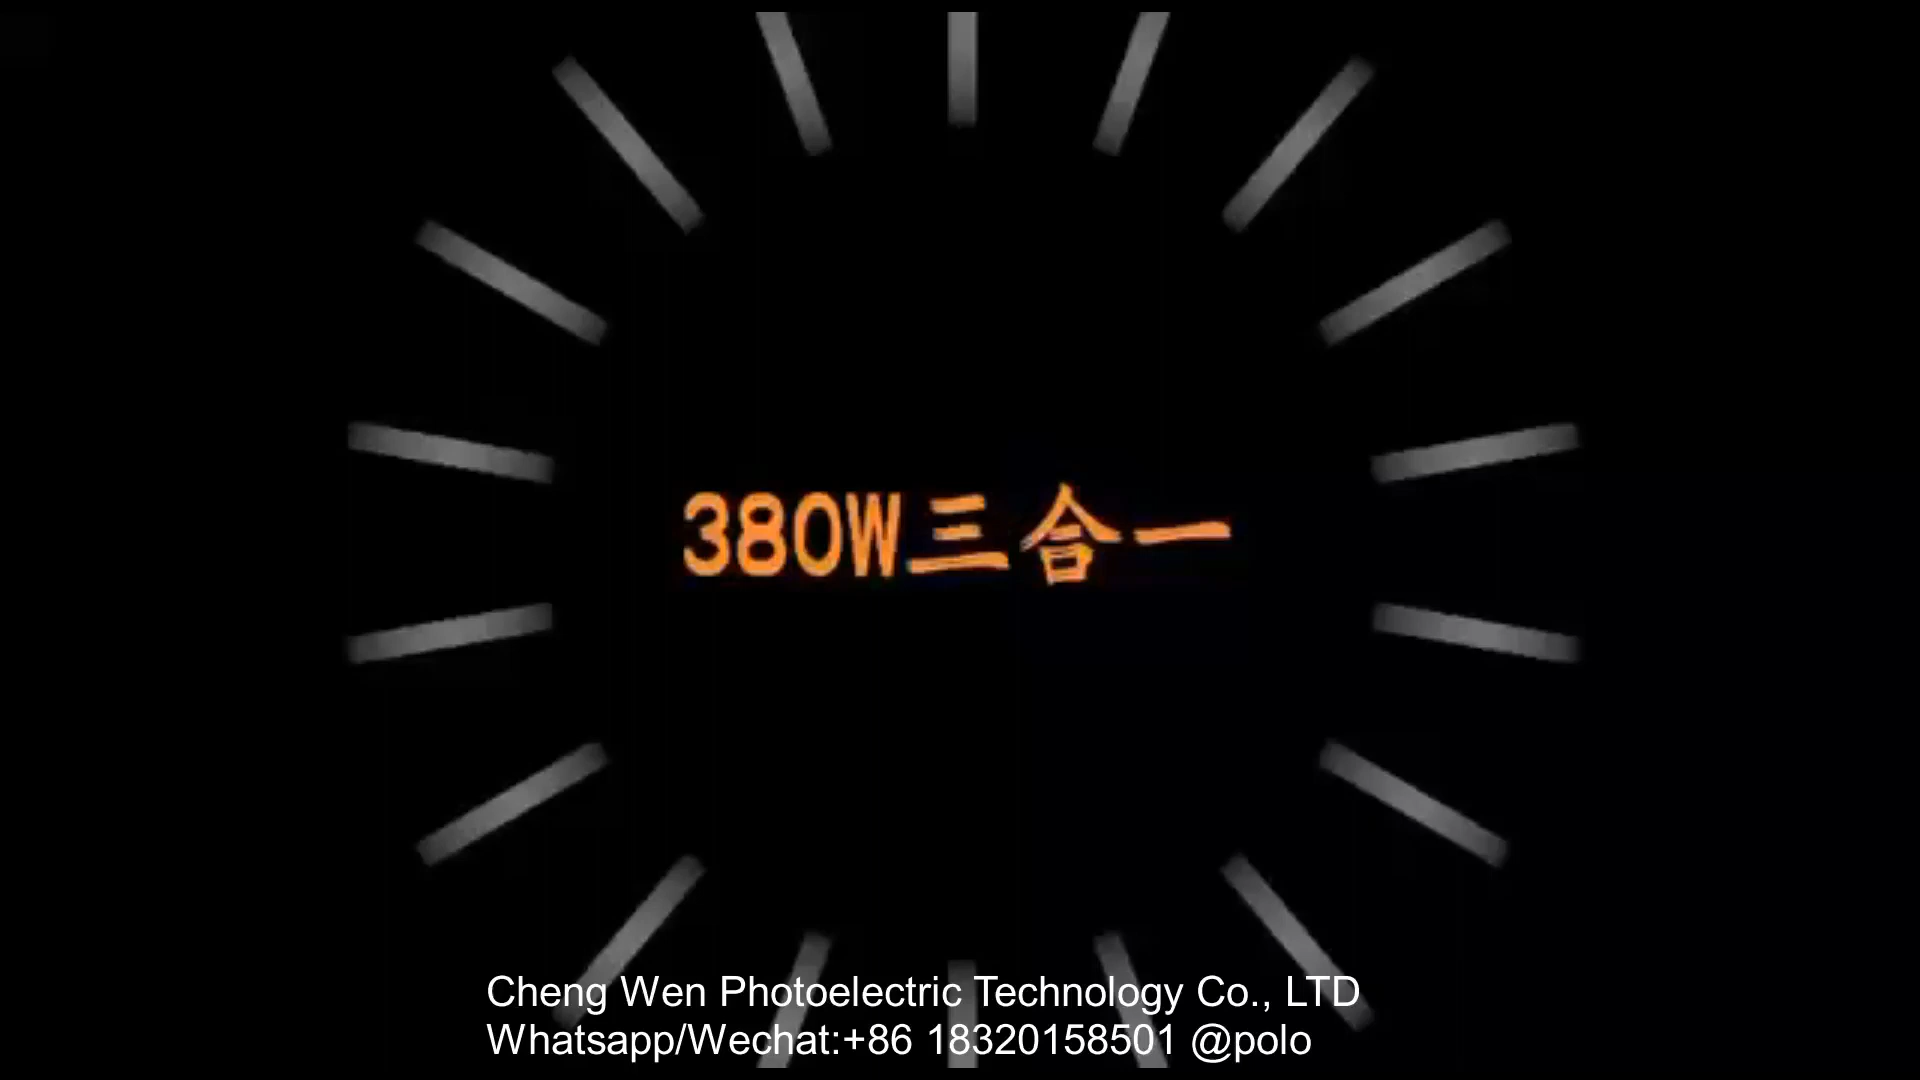 380W三合一
Cheng Wen Photoelectric Technology Co., LTD
Whatsapp/Wechat:+86 18320158501 @polo